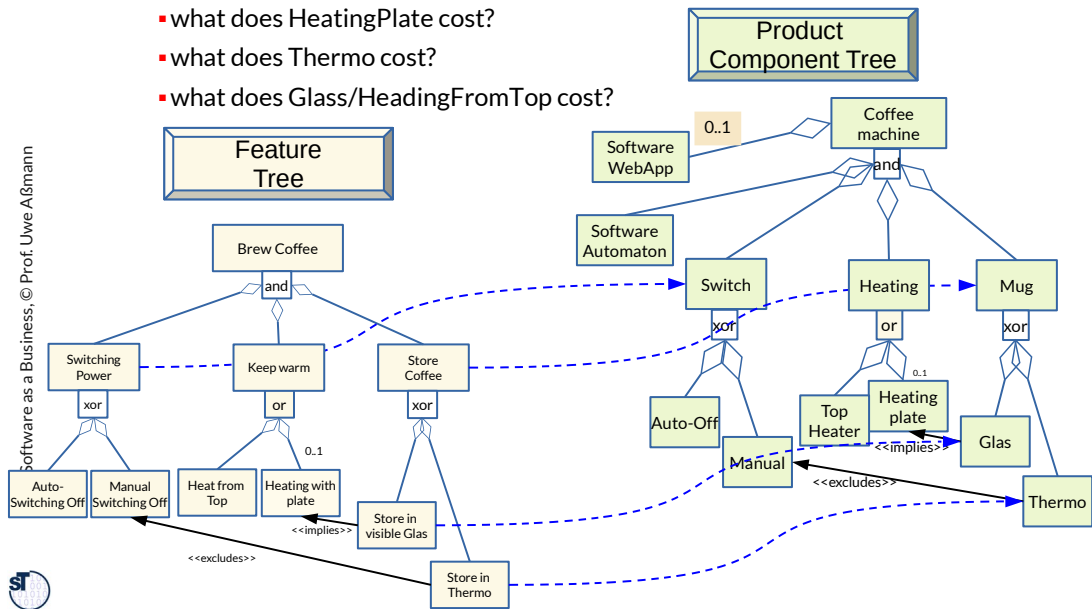 what does HeatingPlate cost?
what does Thermo cost?
what does Glass/HeadingFromTop cost?
Product
Component Tree
Feature
Tree
Software as a Business, © Prof. Uwe Aßmann
Brew Coffee
and
Switching
Power
Keep warm
Store
Coffee
xor
or
xor
0..1
Auto-
Switching Off
Manual
Switching Off
Heat from
Top
Heating with
plate
<<implies>>
Store in
visible Glas
<<excludes>>
Store in
Thermo
Coffee
machine
0..1
Software
WebApp
and
Software
Automaton
Switch
Heating
Mug
xor
or
xor
0..1
Auto-Off
Manual
Top
Heater
Heating
plate
<<implies>>
Glas
<<excludes>>
Thermo
ST